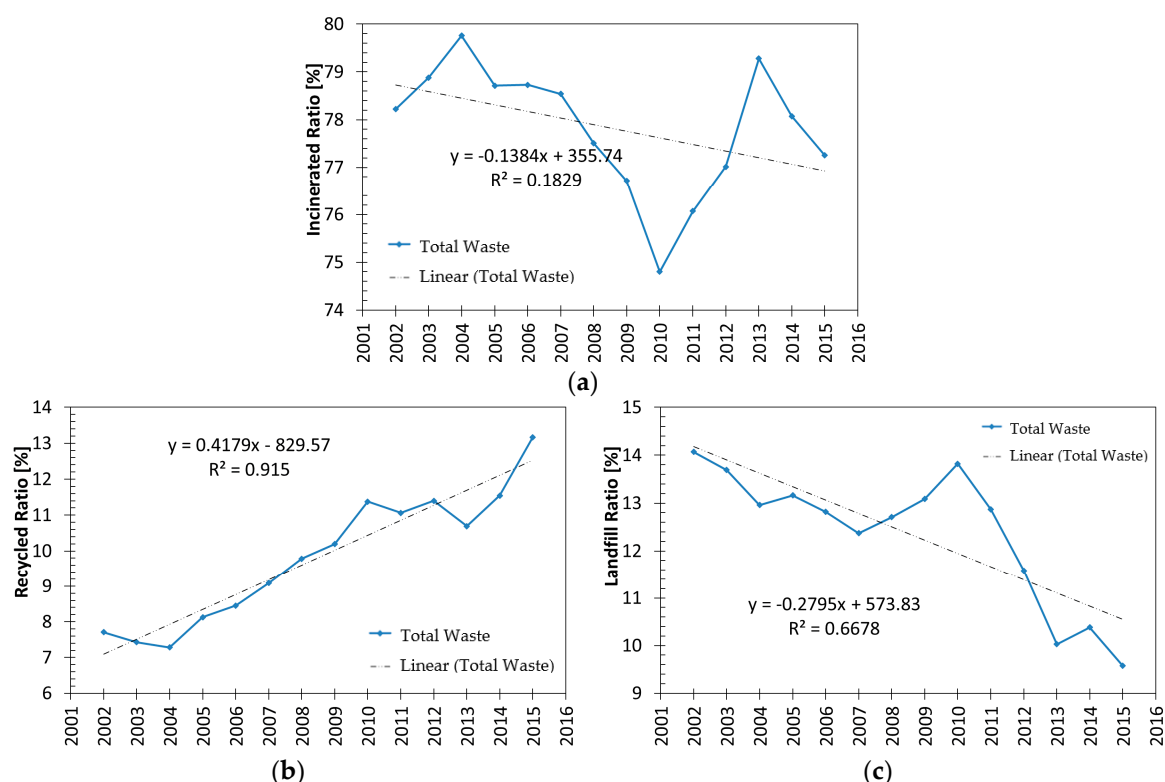 80
79
78
77
76
75
74
Incinerated Ratio [%]
y = -0.1384x + 355.74
R² = 0.1829
Total Waste
Linear (Total Waste)
2001 2002 2003 2004 2005 2006 2007 2008 2009 2010 2011 2012 2013 2014 2015 2016
(a)
14
13
12
11
10
9
8
7
6
Recycled Ratio [%]
y = 0.4179x - 829.57
R² = 0.915
Total Waste
Linear (Total Waste)
2001 2002 2003 2004 2005 2006 2007 2008 2009 2010 2011 2012 2013 2014 2015 2016
(b)
15
14
13
12
11
10
9
Landfill Ratio [%]
Total Waste
Linear (Total Waste)
y = -0.2795x + 573.83
R² = 0.6678
2001 2002 2003 2004 2005 2006 2007 2008 2009 2010 2011 2012 2013 2014 2015 2016
(c)